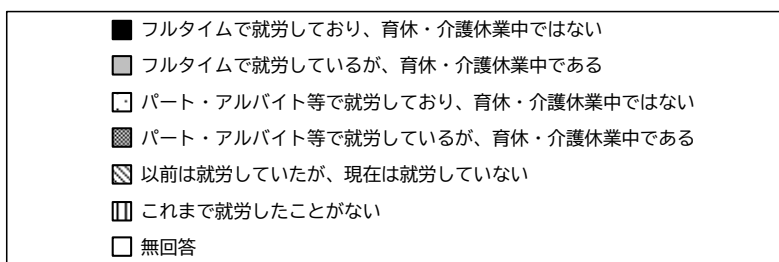 フルタイムで就労しており、育休・介護休業中ではない
フルタイムで就労しているが、育休・介護休業中である
パート・アルバイト等で就労しており、育休・介護休業中ではない
パート・アルバイト等で就労しているが、育休・介護休業中である
以前は就労していたが、現在は就労していない
これまで就労したことがない
無回答